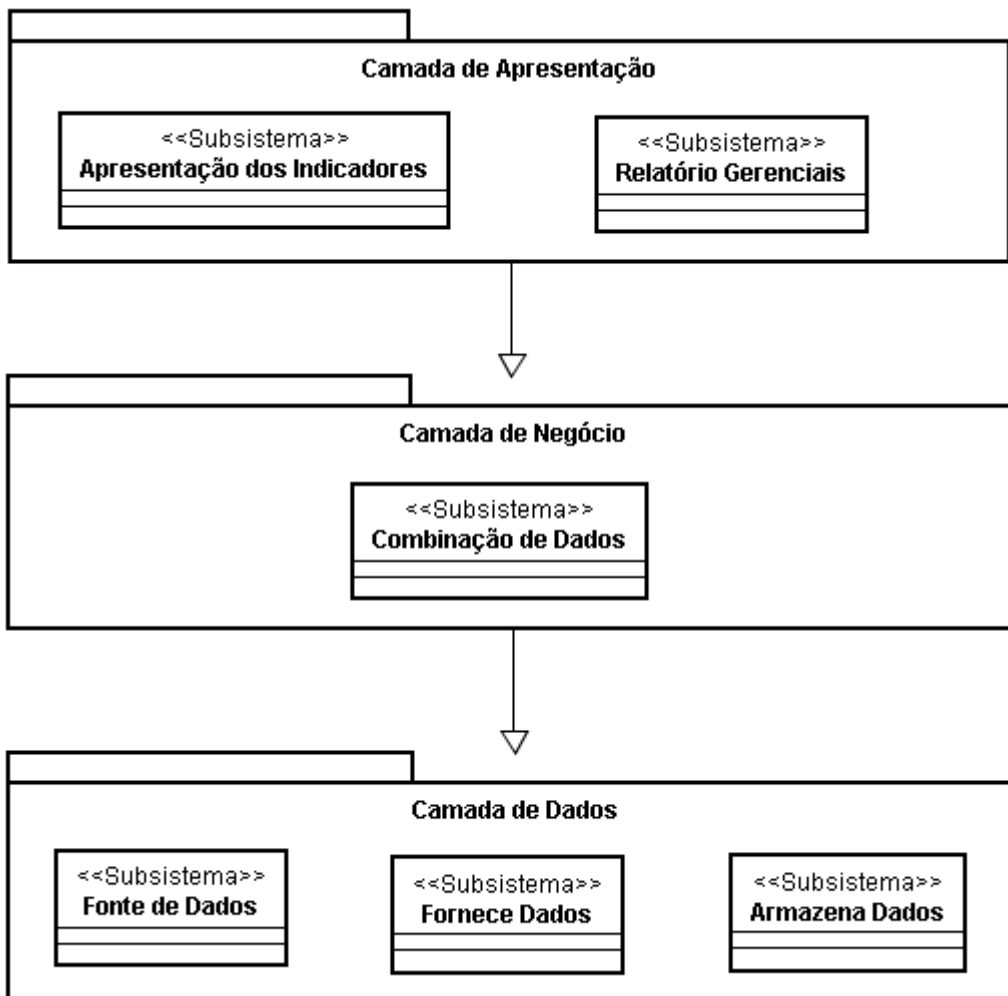 Camada de Apresentação
<<Subsistema>>
Apresentação dos Indicadores
<<Subsistema>>
Relatório Gerenciais
Camada de Negócio
<<Subsistema>>
Combinação de Dados
Camada de Dados
<<Subsistema>>
Fonte de Dados
<<Subsistema>>
Fornece Dados
<<Subsistema>>
Armazena Dados